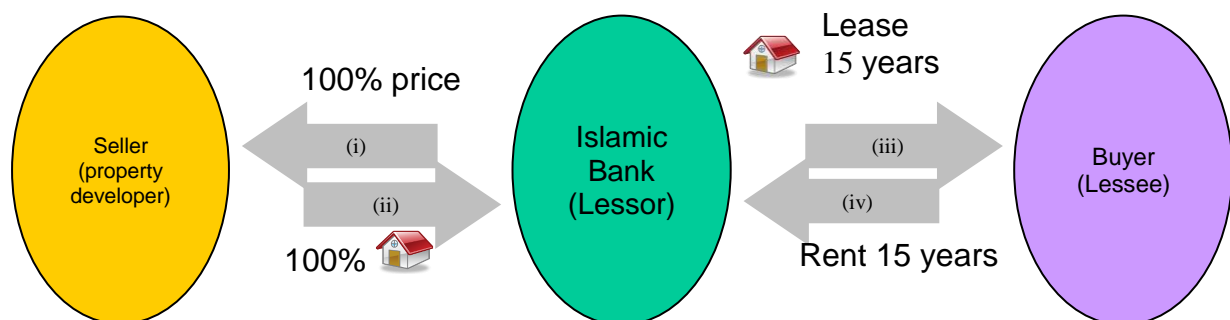 Seller
(property
developer)
100% price
(i)
(ii)
100%
Islamic
Bank
(Lessor)
Lease
15 years
(iii)
(iv)
Rent 15 years
Buyer
(Lessee)